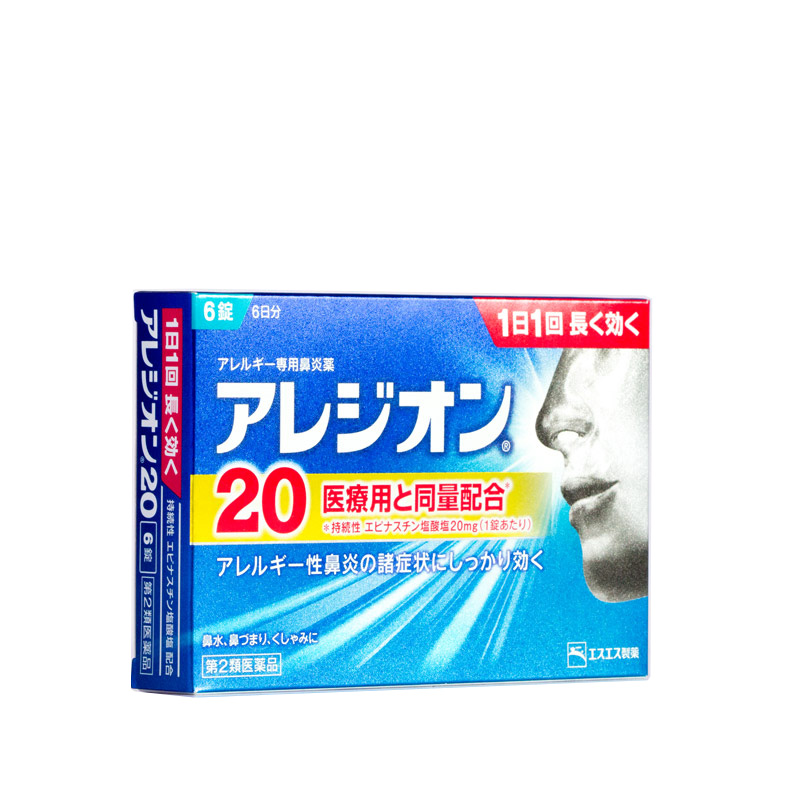 6錠 6日分
1日1回 長く効く
アレルギー専用鼻炎薬
アレジオン®
20
医療用と同量配合*
*持続性 エピナスチン塩酸塩20mg(1錠あたり)
アレルギー性鼻炎の諸症状にしっかり効く
鼻水、鼻づまり、くしゃみに
第2類医薬品
エスエス製薬
1日1回 長く効く
アレジオン®20 6錠
持続性 エピナスチン塩酸塩 配合
第2類医薬品